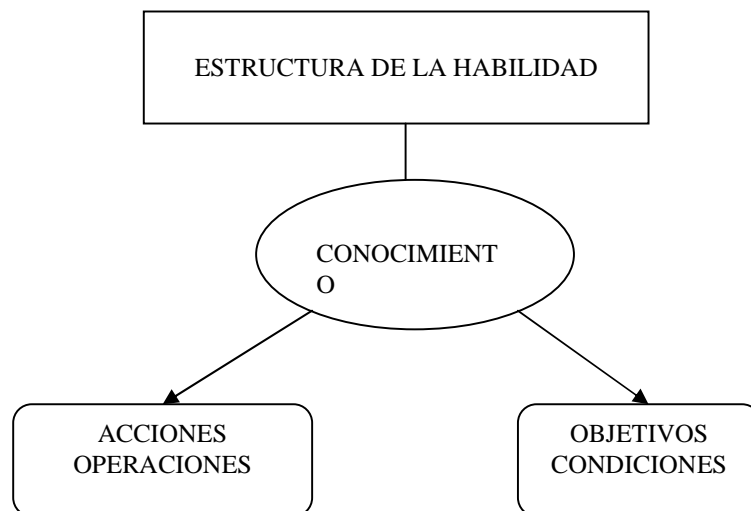 ESTRUCTURA DE LA HABILIDAD
CONOCIMIENT
O
ACCIONES
OPERACIONES
OBJETIVOS
CONDICIONES